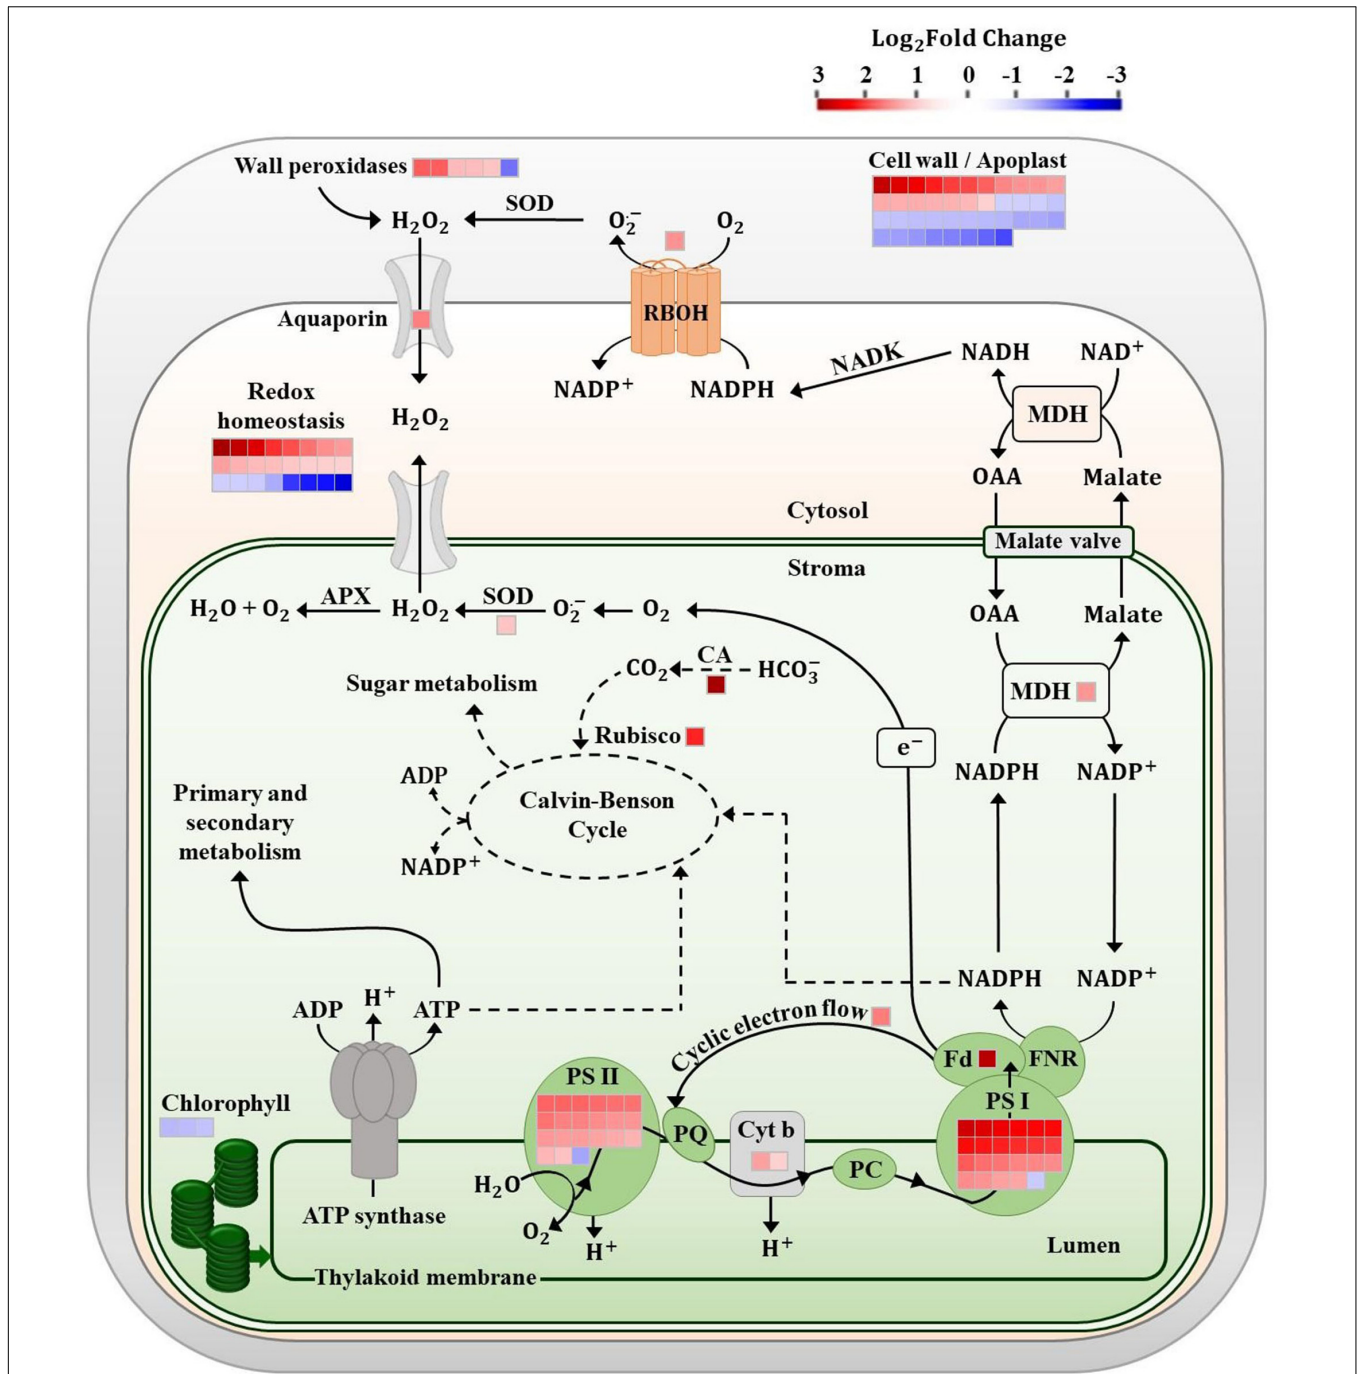 Log₂Fold Change
3 2 1 0 -1 -2 -3
Wall peroxidases
Cell wall / Apoplast
H₂O₂
SOD
O₂·⁻
O₂
RBOH
Aquaporin
NADP⁺
NADPH
NADK
NADH
NAD⁺
MDH
Redox
homeostasis
H₂O₂
OAA
Malate
Cytosol
Malate valve
Stroma
H₂O + O₂
APX
H₂O₂
SOD
O₂·⁻
O₂
OAA
Malate
CO₂
CA
HCO₃⁻
Sugar metabolism
MDH
Rubisco
e⁻
ADP
NADPH
NADP⁺
Primary and
secondary
metabolism
Calvin-Benson
Cycle
NADP⁺
NADPH
NADP⁺
ADP
H⁺
ATP
Cyclic electron flow
Fd
FNR
PS II
PS I
Chlorophyll
PQ
Cyt b
PC
H₂O
ATP synthase
O₂
H⁺
H⁺
Lumen
Thylakoid membrane